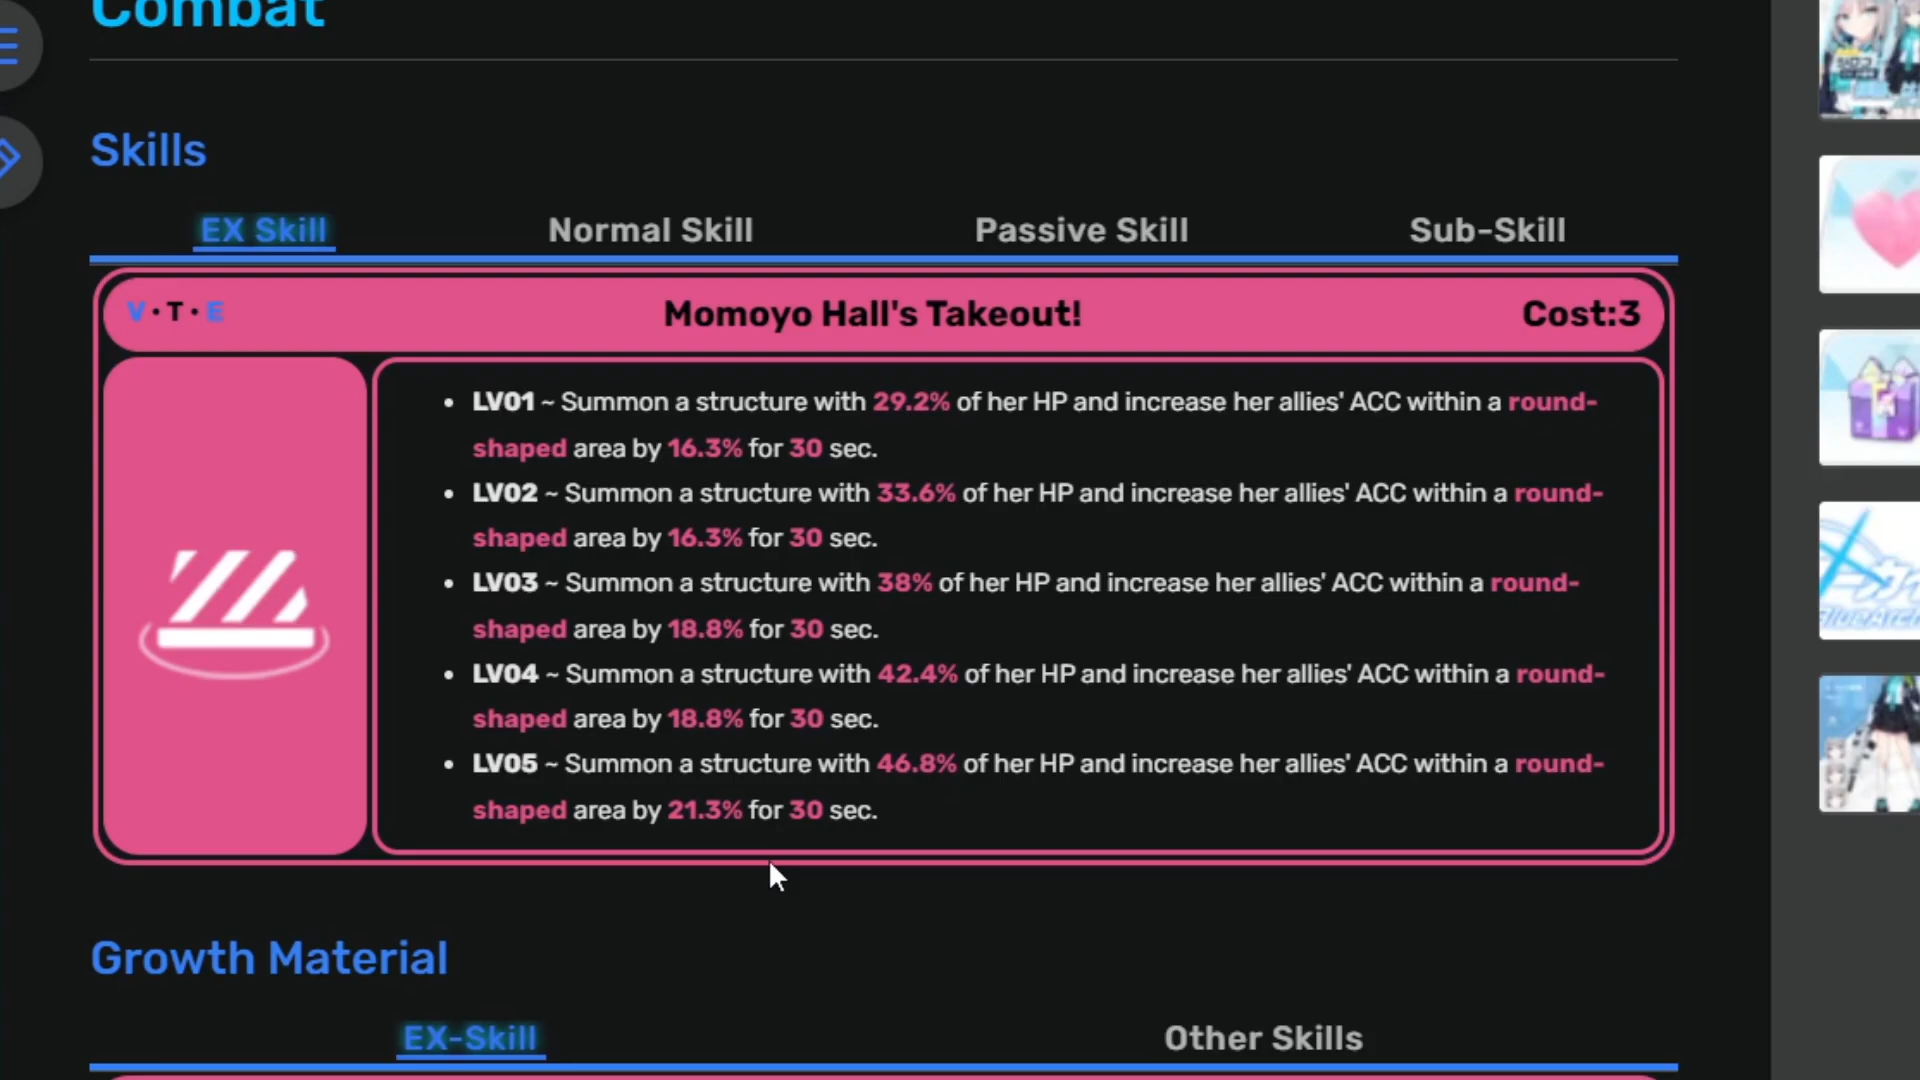 Combat
Skills
EX Skill
Normal Skill
Passive Skill
Sub-Skill
V · T · E
Momoyo Hall's Takeout!
Cost:3
• LV01 ~ Summon a structure with 29.2% of her HP and increase her allies' ACC within a round-
shaped area by 16.3% for 30 sec.
• LV02 ~ Summon a structure with 33.6% of her HP and increase her allies' ACC within a round-
shaped area by 16.3% for 30 sec.
• LV03 ~ Summon a structure with 38% of her HP and increase her allies' ACC within a round-
shaped area by 18.8% for 30 sec.
• LV04 ~ Summon a structure with 42.4% of her HP and increase her allies' ACC within a round-
shaped area by 18.8% for 30 sec.
• LV05 ~ Summon a structure with 46.8% of her HP and increase her allies' ACC within a round-
shaped area by 21.3% for 30 sec.
Growth Material
EX-Skill
Other Skills